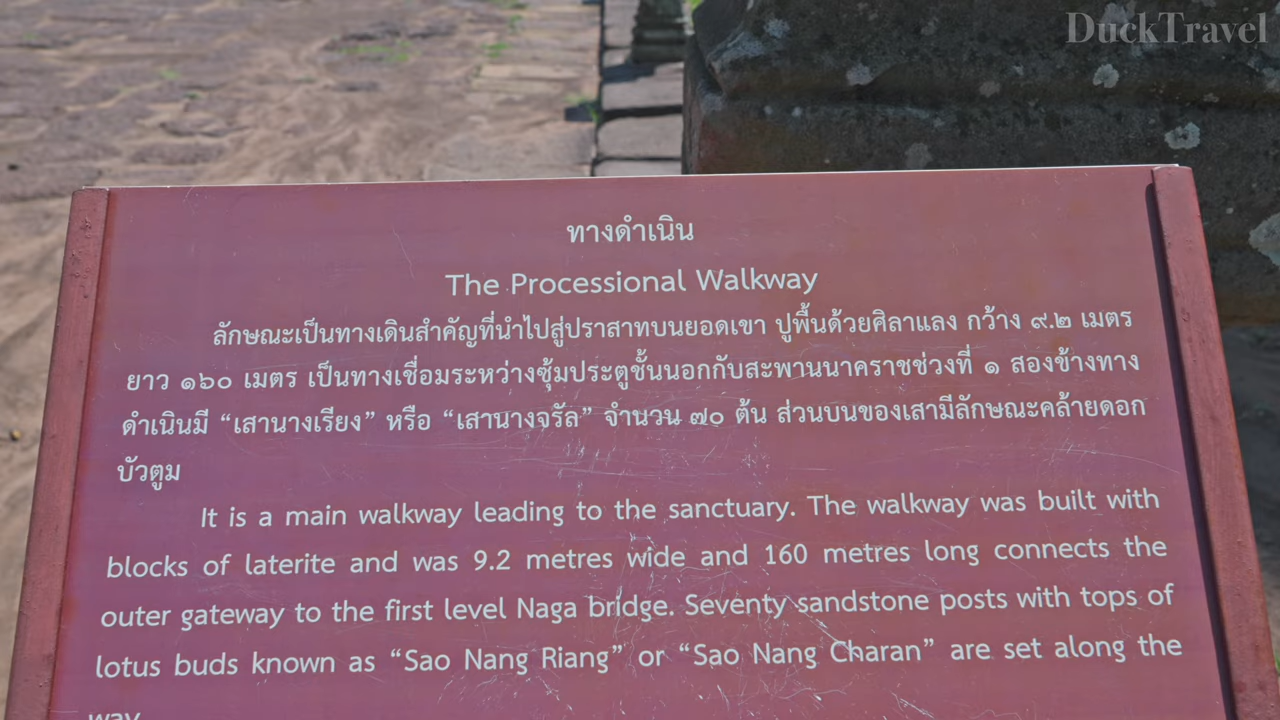 DuckTravel
ทางดำเนิน
The Processional Walkway
ลักษณะเป็นทางเดินสำคัญที่นำไปสู่ปราสาทบนยอดเขา ปูพื้นด้วยศิลาแลง กว้าง ๙.๒ เมตร
ยาว ๑๖๐ เมตร เป็นทางเชื่อมระหว่างซุ้มประตูชั้นนอกกับสะพานนาคราชช่วงที่ ๑ สองข้างทาง
ดำเนินมี “เสานางเรียง” หรือ “เสานางจรัล” จำนวน ๗๐ ต้น ส่วนบนของเสามีลักษณะคล้ายดอก
บัวตูม
It is a main walkway leading to the sanctuary. The walkway was built with
blocks of laterite and was 9.2 metres wide and 160 metres long connects the
outer gateway to the first level Naga bridge. Seventy sandstone posts with tops of
lotus buds known as “Sao Nang Riang” or “Sao Nang Charan” are set along the
way